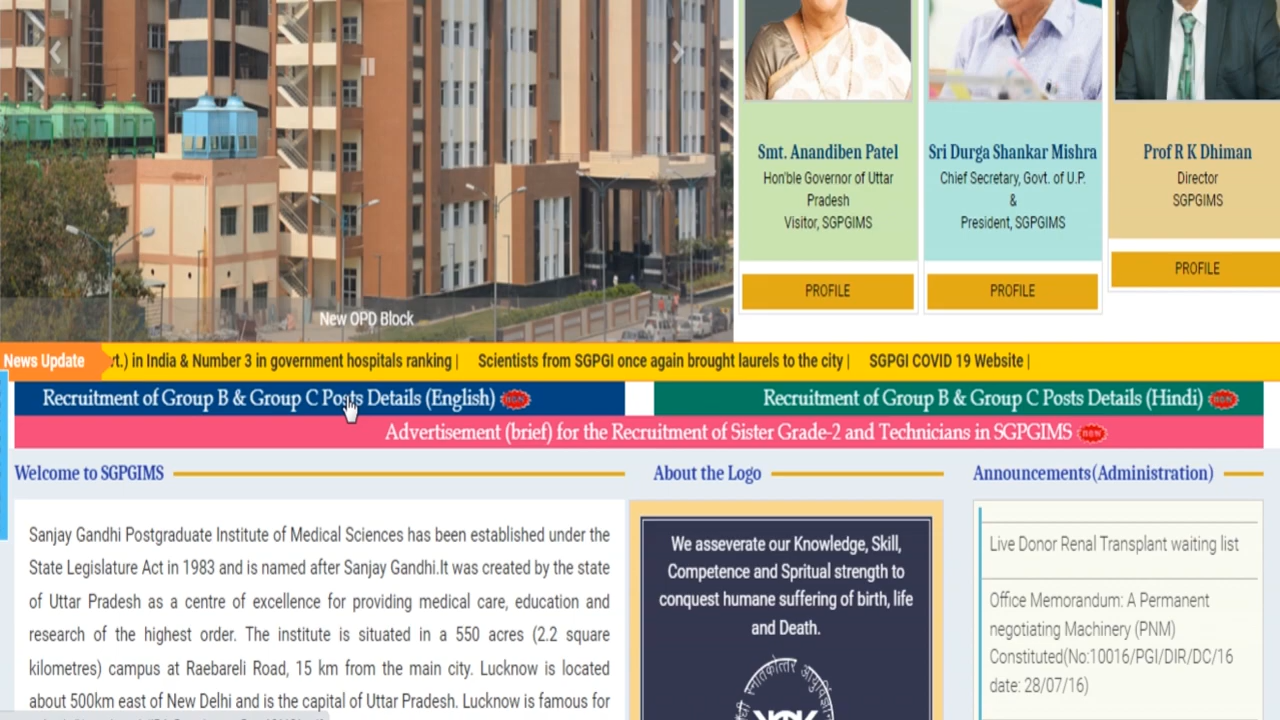 Smt. Anandiben Patel
Hon'ble Governor of Uttar
Pradesh
Visitor, SGPGIMS
PROFILE
Sri Durga Shankar Mishra
Chief Secretary, Govt. of U.P.
&
President, SGPGIMS
PROFILE
Prof R K Dhiman
Director
SGPGIMS
PROFILE
New OPD Block
News Update
vt.) in India & Number 3 in government hospitals ranking | Scientists from SGPGI once again brought laurels to the city | SGPGI COVID 19 Website |
Recruitment of Group B & Group C Posts Details (English) new
Recruitment of Group B & Group C Posts Details (Hindi) new
Advertisement (brief) for the Recruitment of Sister Grade-2 and Technicians in SGPGIMS new
Welcome to SGPGIMS
Sanjay Gandhi Postgraduate Institute of Medical Sciences has been established under the
State Legislature Act in 1983 and is named after Sanjay Gandhi.It was created by the state
of Uttar Pradesh as a centre of excellence for providing medical care, education and
research of the highest order. The institute is situated in a 550 acres (2.2 square
kilometres) campus at Raebareli Road, 15 km from the main city. Lucknow is located
about 500km east of New Delhi and is the capital of Uttar Pradesh. Lucknow is famous for
About the Logo
We asseverate our Knowledge, Skill,
Competence and Spritual strength to
conquest humane suffering of birth, life
and Death.
Announcements(Administration)
Live Donor Renal Transplant waiting list
Office Memorandum: A Permanent
negotiating Machinery (PNM)
Constituted(No:10016/PGI/DIR/DC/16
date: 28/07/16)